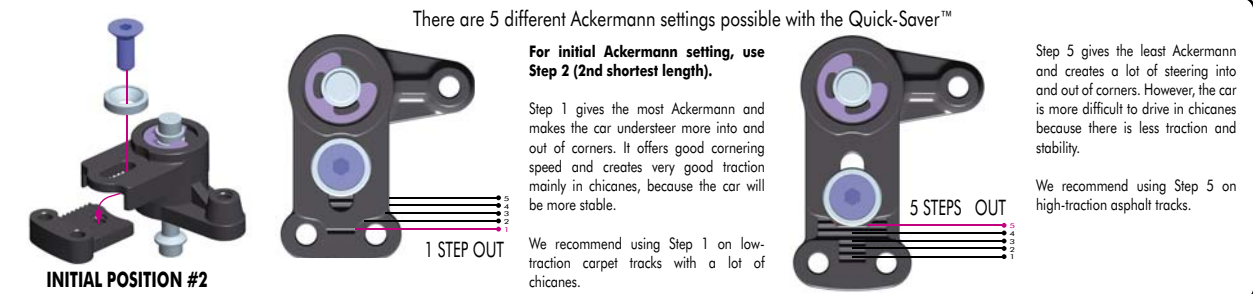 There are 5 different Ackermann settings possible with the Quick-Saver™
INITIAL POSITION #2
5
4
3
2
1
1 STEP OUT
For initial Ackermann setting, use
Step 2 (2nd shortest length).
Step 1 gives the most Ackermann and
makes the car understeer more into and
out of corners. It offers good cornering
speed and creates very good traction
mainly in chicanes, because the car will
be more stable.
We recommend using Step 1 on low-
traction carpet tracks with a lot of
chicanes.
5 STEPS OUT
5
4
3
2
1
Step 5 gives the least Ackermann
and creates a lot of steering into
and out of corners. However, the car
is more difficult to drive in chicanes
because there is less traction and
stability.
We recommend using Step 5 on
high-traction asphalt tracks.